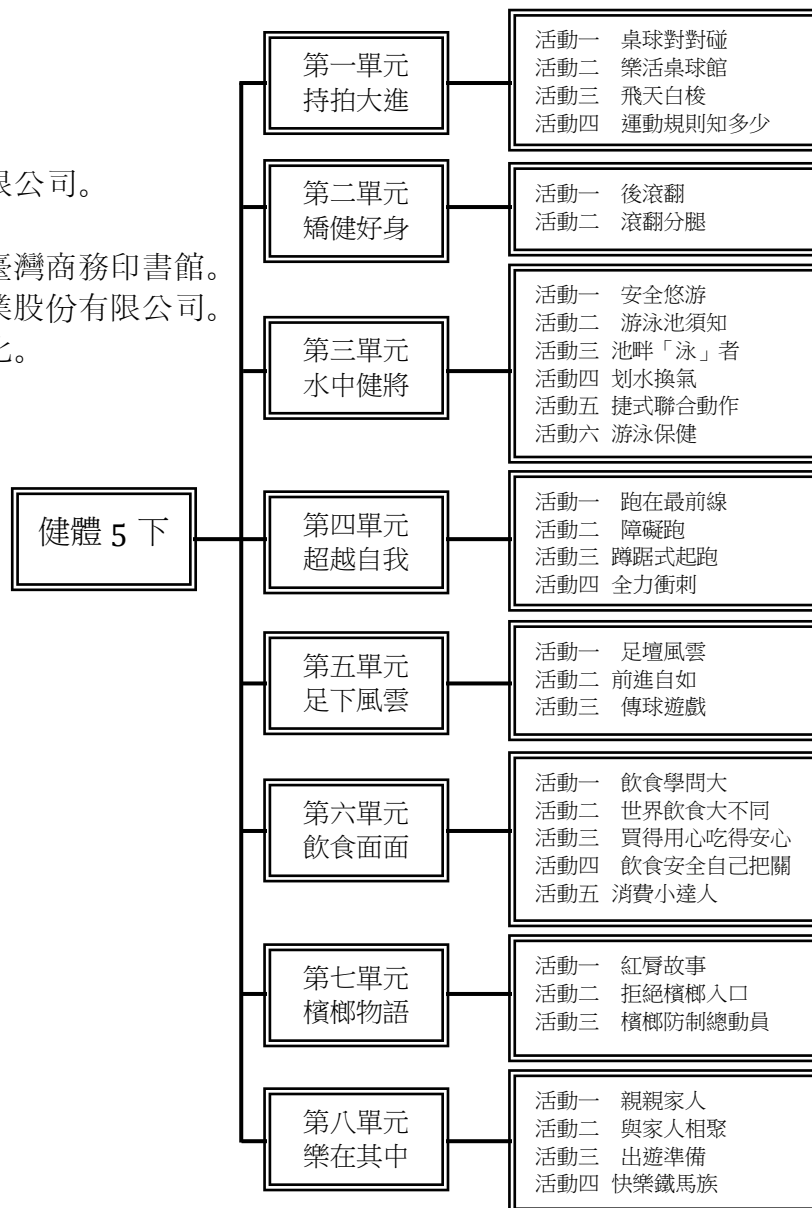 限公司。
臺灣商務印書館。
業股份有限公司。
化。
健體 5 下
第一單元
持拍大進
活動一　桌球對對碰
活動二　樂活桌球館
活動三　飛天白梭
活動四　運動規則知多少
第二單元
矯健好身
活動一　後滾翻
活動二　滾翻分腿
第三單元
水中健將
活動一　安全悠游
活動二　游泳池須知
活動三 池畔「泳」者
活動四 划水換氣
活動五 捷式聯合動作
活動六 游泳保健
第四單元
超越自我
活動一　跑在最前線
活動二　障礙跑
活動三 蹲踞式起跑
活動四 全力衝刺
第五單元
足下風雲
活動一　足壇風雲
活動二 前進自如
活動三　傳球遊戲
第六單元
飲食面面
活動一　飲食學問大
活動二　世界飲食大不同
活動三　買得用心吃得安心
活動四　飲食安全自己把關
活動五 消費小達人
第七單元
檳榔物語
活動一　紅脣故事
活動二　拒絕檳榔入口
活動三　檳榔防制總動員
第八單元
樂在其中
活動一　親親家人
活動二　與家人相聚
活動三　出遊準備
活動四 快樂鐵馬族